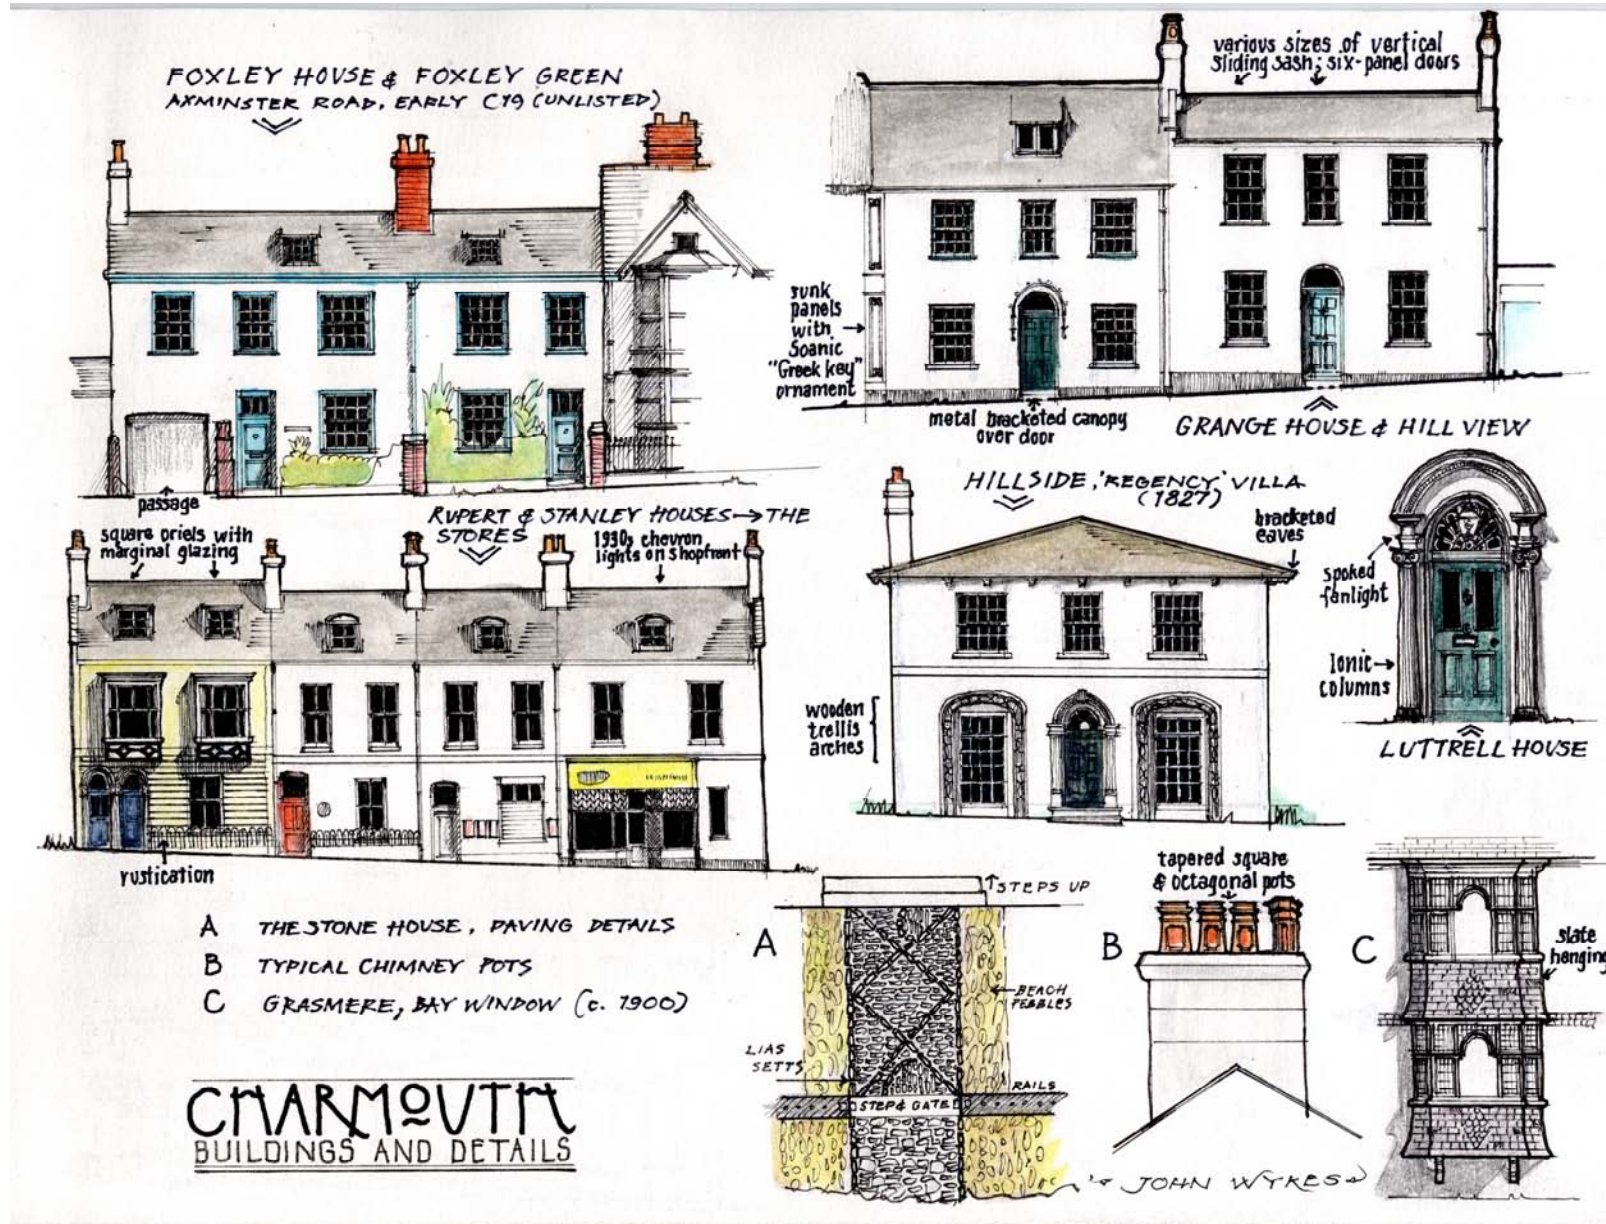 FOXLEY HOUSE & FOXLEY GREEN
AXMINSTER ROAD, EARLY C19 (UNLISTED)
passage
various sizes of vertical
sliding sash; six-panel doors
sunk
panels
with
Soanic
"Greek key"
ornament
metal bracketed canopy
over door
GRANGE HOUSE & HILL VIEW
RUPERT & STANLEY HOUSES → THE
STORES
square oriels with
marginal glazing
1930s chevron
lights on shopfront
rustication
HILLSIDE, 'REGENCY' VILLA
(1827)
bracketed
eaves
wooden
trellis
arches
spoked
fanlight
Ionic
columns
LUTTRELL HOUSE
A THE STONE HOUSE, PAVING DETAILS
B TYPICAL CHIMNEY POTS
C GRASMERE, BAY WINDOW (c. 1900)
CHARMOUTH
BUILDINGS AND DETAILS
A
STEPS UP
BEACH
PEBBLES
LIAS
SETTS
RAILS
STEP & GATE
B
tapered square
& octagonal pots
C
slate
hanging
JOHN WYKES